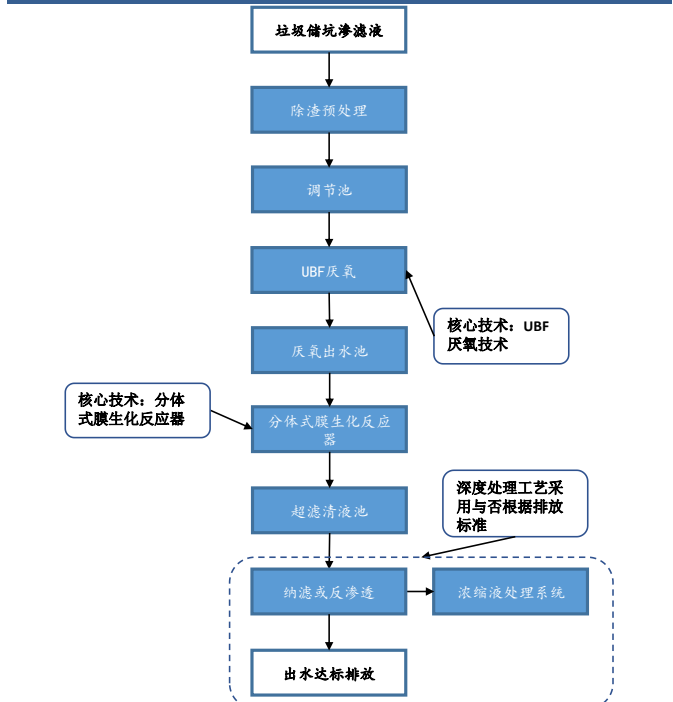 垃圾储坑渗滤液
除渣预处理
调节池
UBF厌氧
核心技术：UBF
厌氧技术
厌氧出水池
核心技术：分体
式膜生化反应器
分体式膜生化反应
器
深度处理工艺采
用与否根据排放
标准
超滤清液池
纳滤或反渗透
浓缩液处理系统
出水达标排放